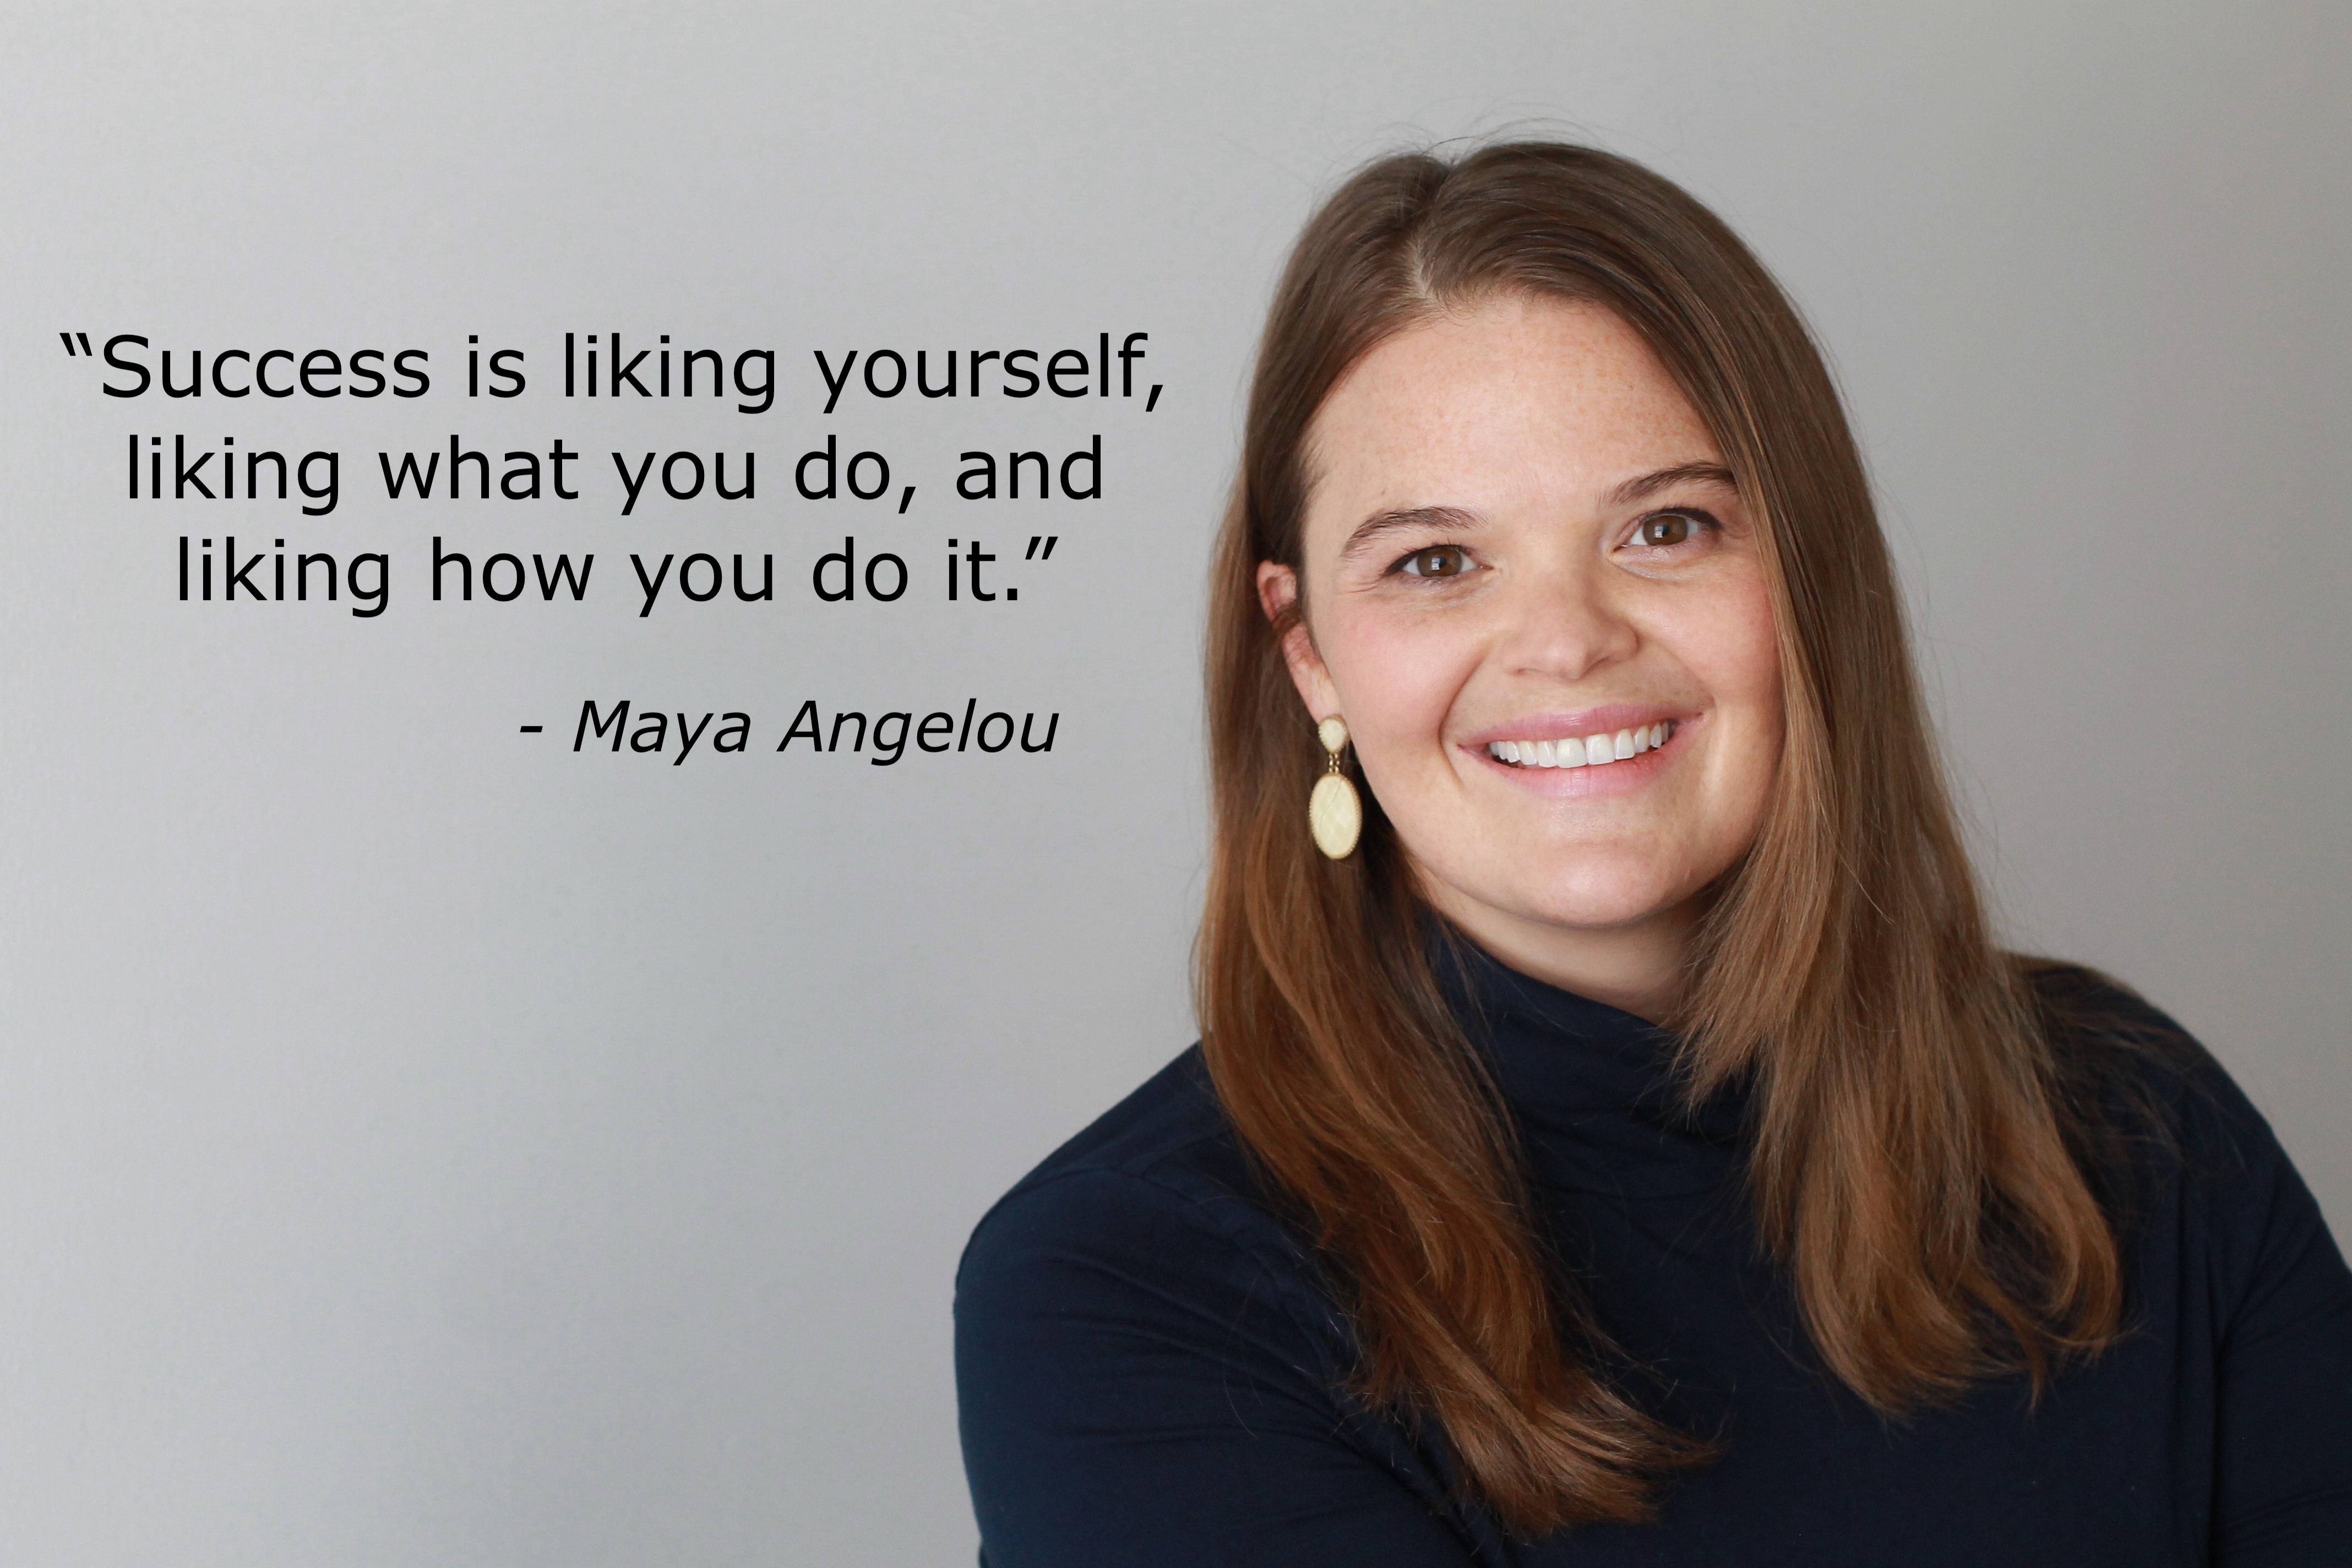 “Success is liking yourself,
liking what you do, and
liking how you do it.”
- Maya Angelou